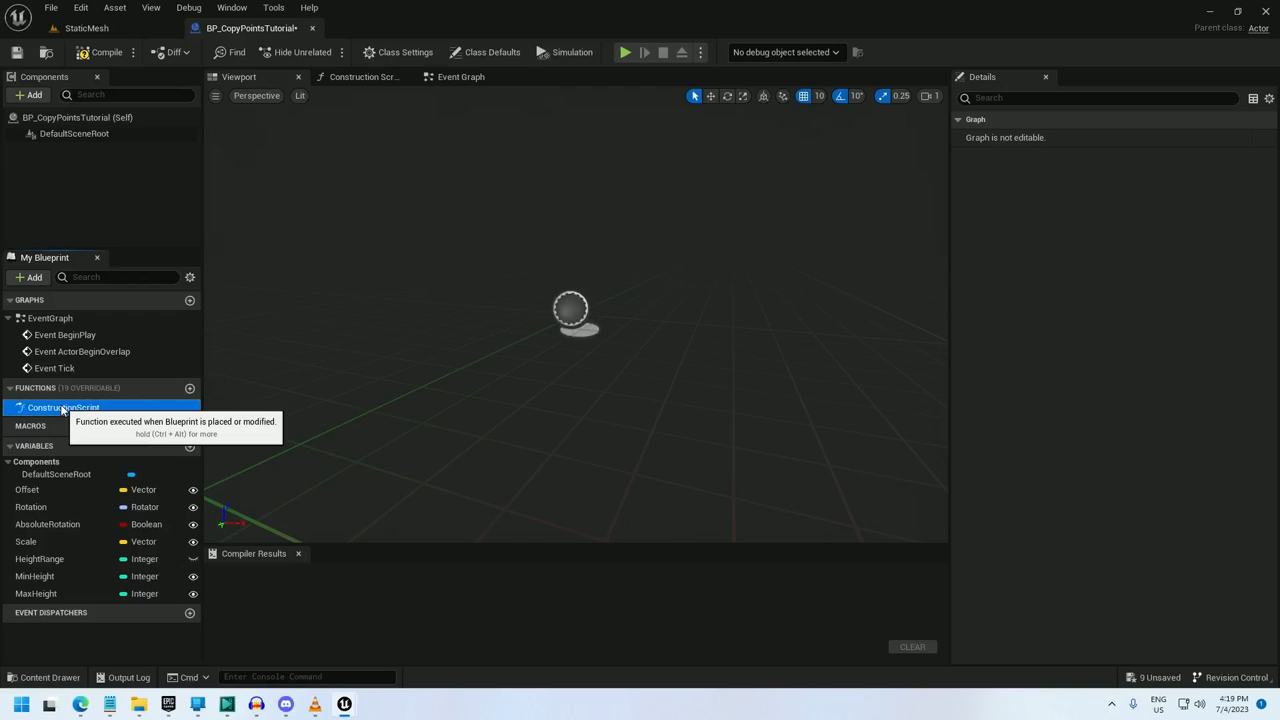 File Edit Asset View Debug Window Tools Help
StaticMesh BP_CopyPointsTutorial•
Parent class: Actor
Compile Diff Find Hide Unrelated Class Settings Class Defaults Simulation No debug object selected
Components Viewport Construction Scr... Event Graph Details
Add Search Perspective Lit 10 10° 0.25 1 Search
BP_CopyPointsTutorial (Self) Graph
DefaultSceneRoot Graph is not editable.
My Blueprint
Add Search
GRAPHS
EventGraph
Event BeginPlay
Event ActorBeginOverlap
Event Tick
FUNCTIONS (19 OVERRIDABLE)
ConstructionScript
Function executed when Blueprint is placed or modified.
hold (Ctrl + Alt) for more
MACROS
VARIABLES
Components
DefaultSceneRoot
Offset Vector
Rotation Rotator
AbsoluteRotation Boolean
Scale Vector
HeightRange Integer
MinHeight Integer
MaxHeight Integer
EVENT DISPATCHERS
Compiler Results
CLEAR
Content Drawer Output Log Cmd Enter Console Command 9 Unsaved Revision Control
ENG
US
4:19 PM
7/4/2023
1